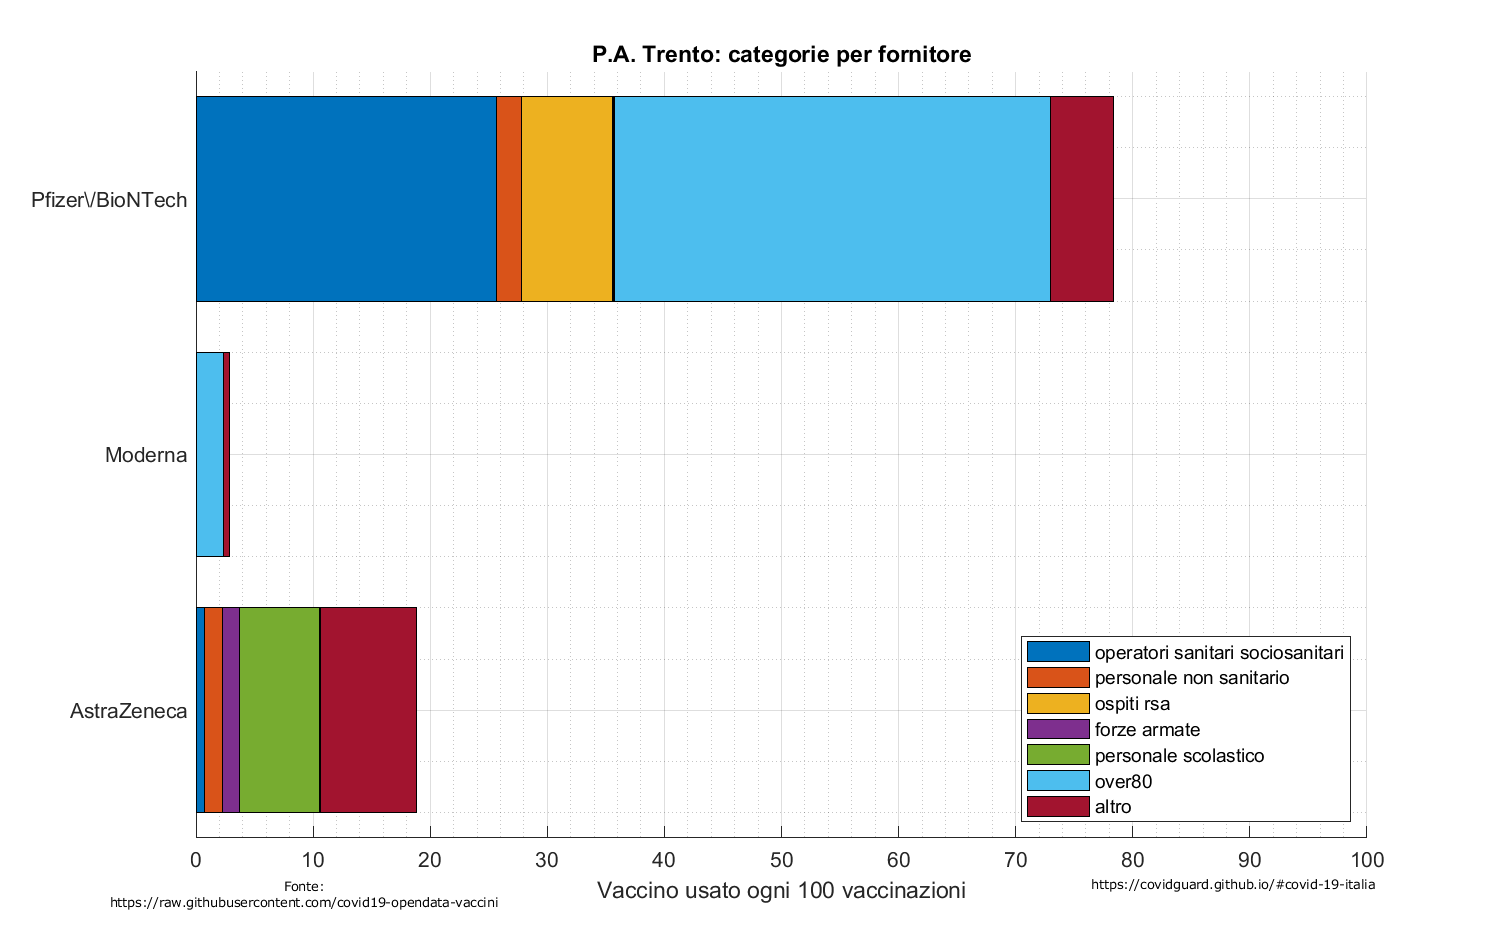 P.A. Trento: categorie per fornitore
Pfizer\/BioNTech
Moderna
AstraZeneca
operatori sanitari sociosanitari
personale non sanitario
ospiti rsa
forze armate
personale scolastico
over80
altro
0 10 20 30 40 50 60 70 80 90 100
Vaccino usato ogni 100 vaccinazioni
Fonte:
https://raw.githubusercontent.com/covid19-opendata-vaccini
https://covidguard.github.io/#covid-19-italia